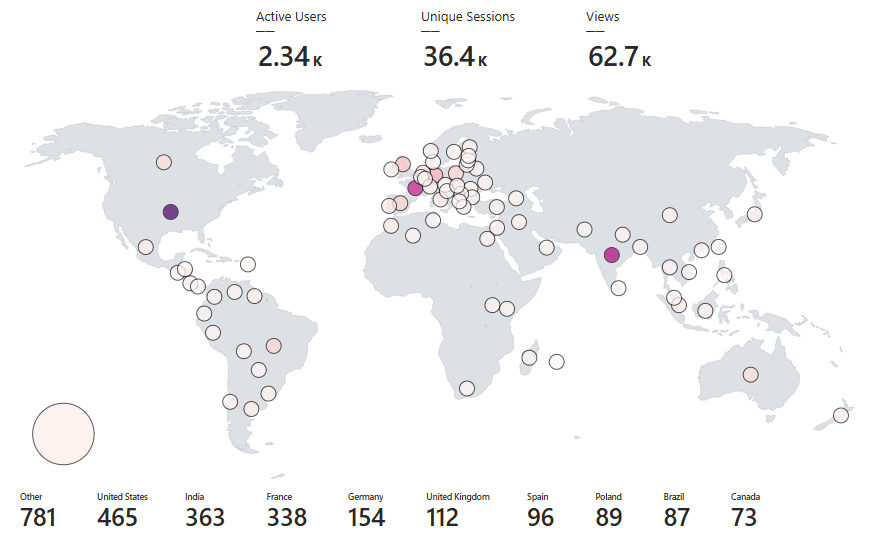 Active Users Unique Sessions Views
2.34 K 36.4 K 62.7 K
Other United States India France Germany United Kingdom Spain Poland Brazil Canada
781 465 363 338 154 112 96 89 87 73